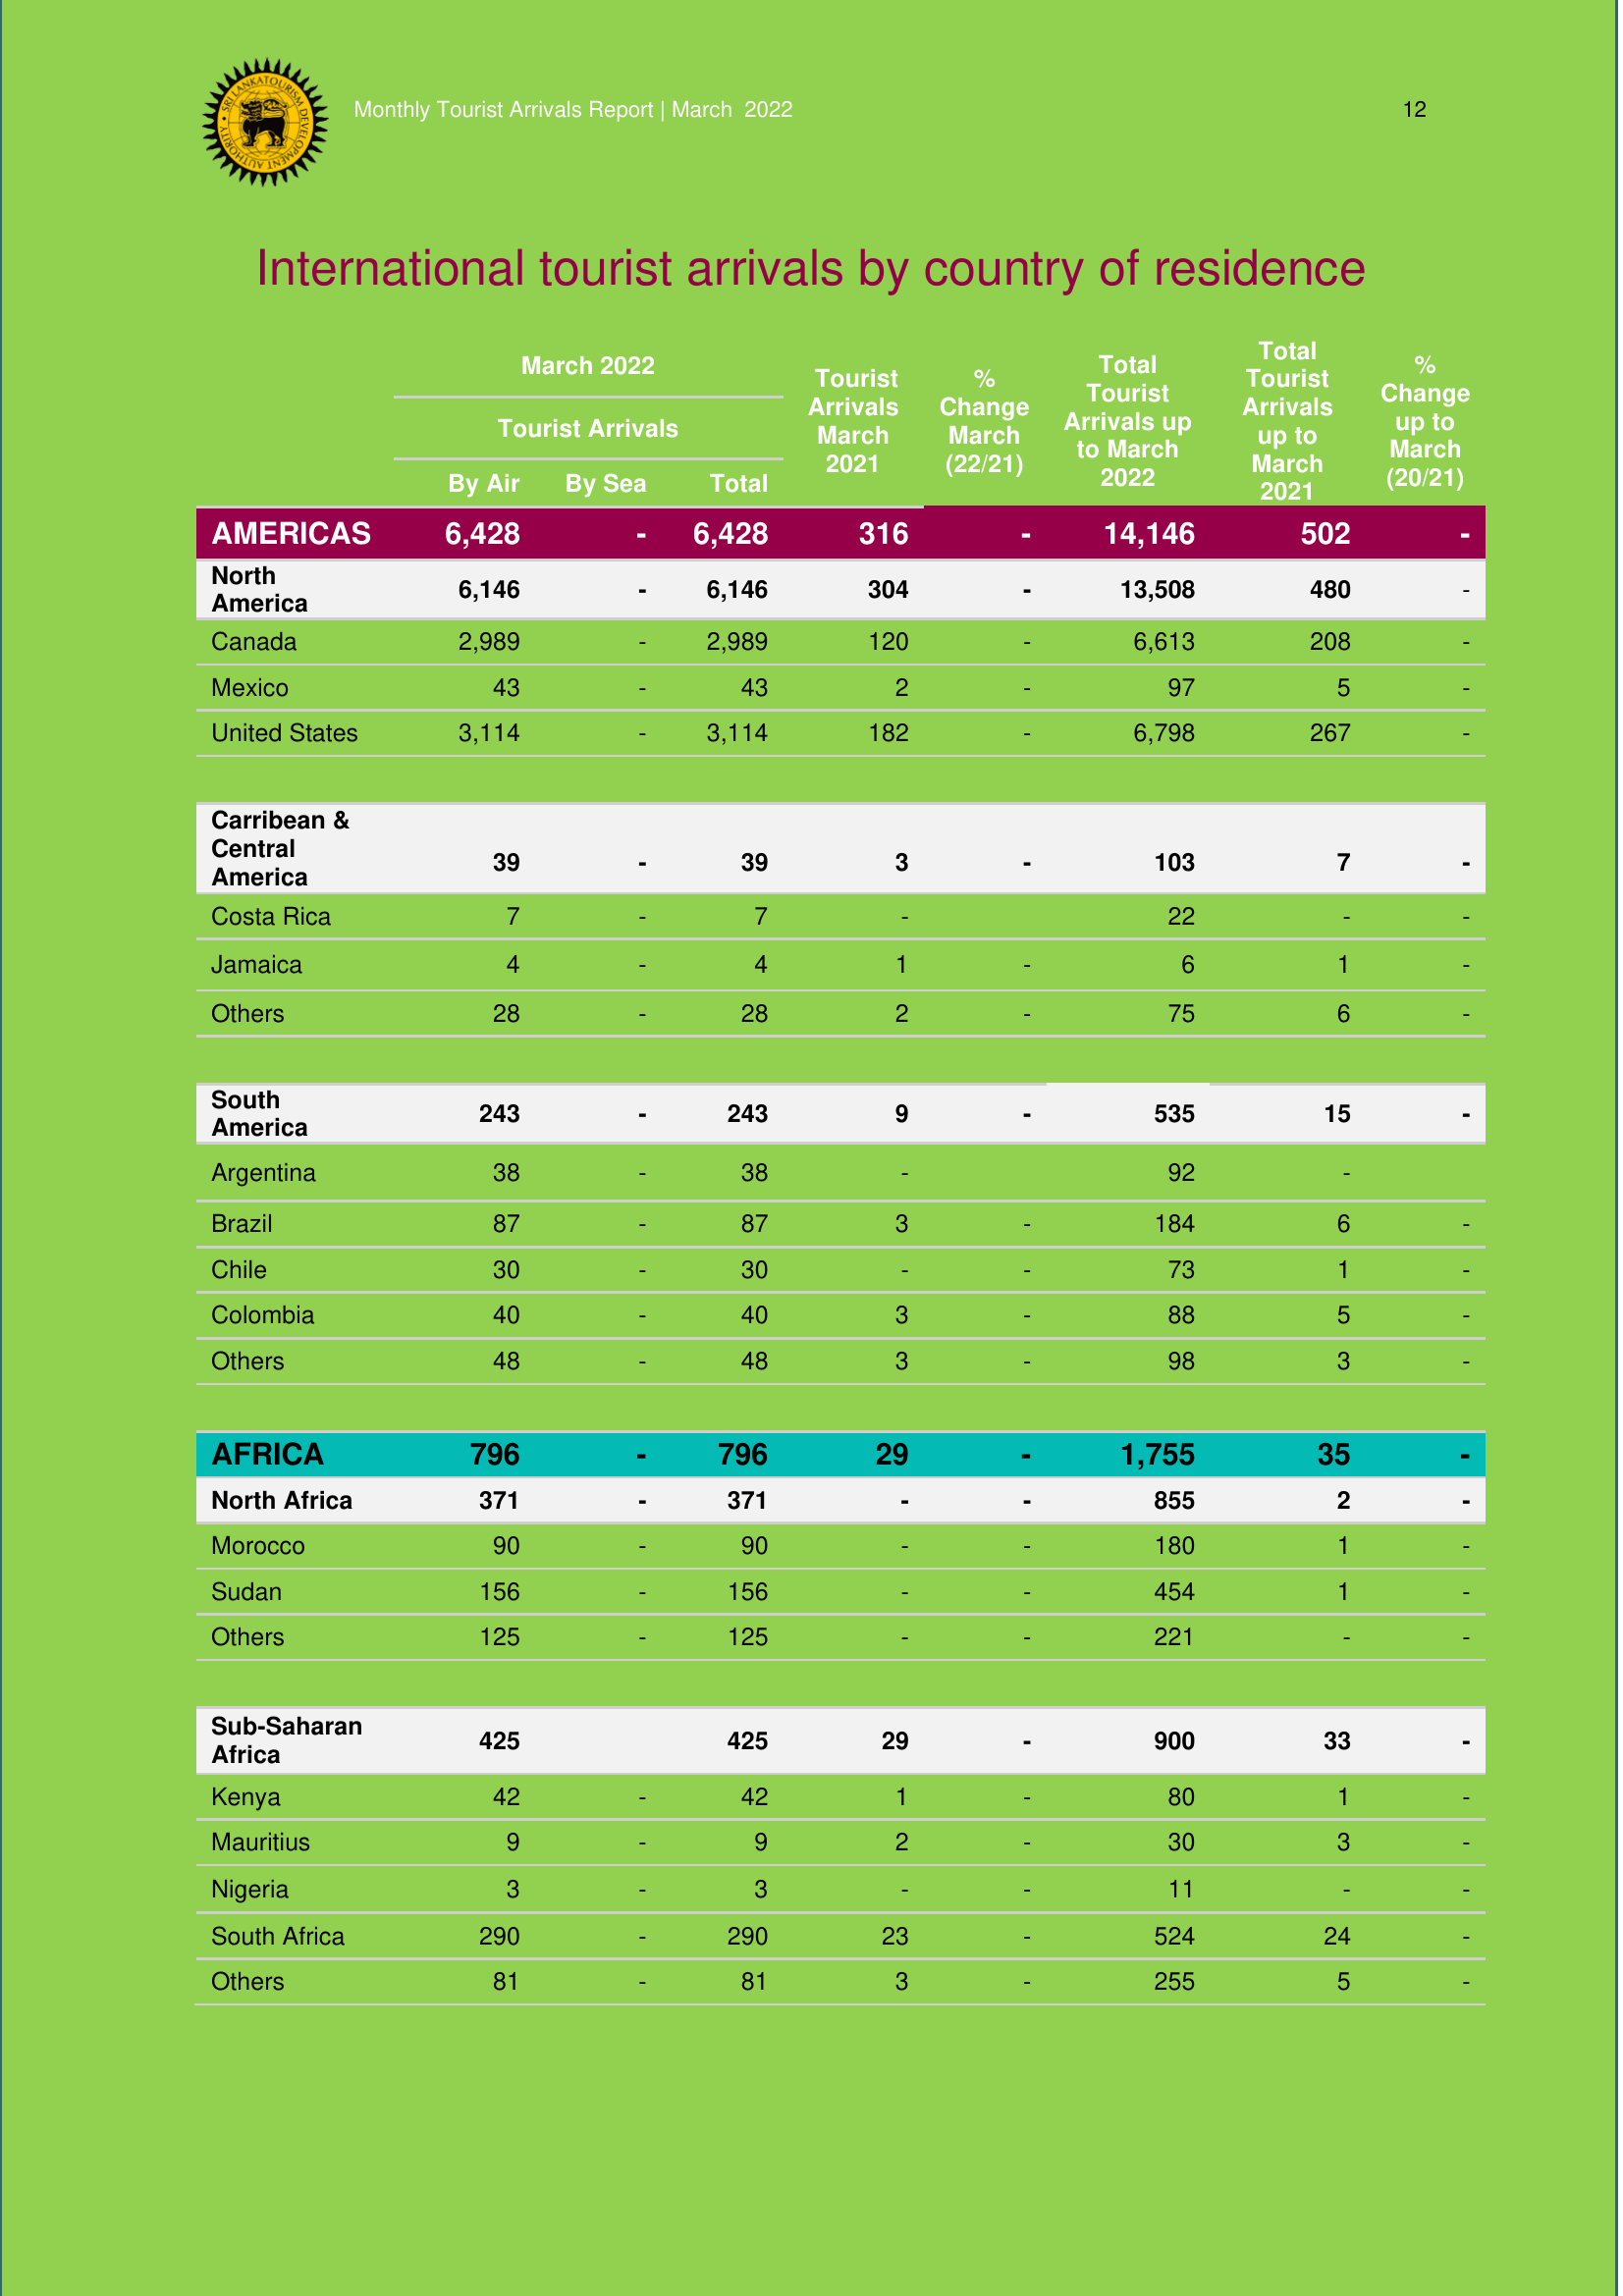 SRI LANKA TOURISM DEVELOPMENT AUTHORITY
Monthly Tourist Arrivals Report | March 2022
12
International tourist arrivals by country of residence
March 2022
Tourist Arrivals
By Air By Sea Total
Tourist
Arrivals
March
2021
%
Change
March
(22/21)
Total
Tourist
Arrivals up
to March
2022
Total
Tourist
Arrivals
up to
March
2021
%
Change
up to
March
(20/21)
AMERICAS 6,428 - 6,428 316 - 14,146 502 -
North
America 6,146 - 6,146 304 - 13,508 480 -
Canada 2,989 - 2,989 120 - 6,613 208 -
Mexico 43 - 43 2 - 97 5 -
United States 3,114 - 3,114 182 - 6,798 267 -
Carribean &
Central
America 39 - 39 3 - 103 7 -
Costa Rica 7 - 7 - 22 - -
Jamaica 4 - 4 1 - 6 1 -
Others 28 - 28 2 - 75 6 -
South
America 243 - 243 9 - 535 15 -
Argentina 38 - 38 - 92 -
Brazil 87 - 87 3 - 184 6 -
Chile 30 - 30 - - 73 1 -
Colombia 40 - 40 3 - 88 5 -
Others 48 - 48 3 - 98 3 -
AFRICA 796 - 796 29 - 1,755 35 -
North Africa 371 - 371 - - 855 2 -
Morocco 90 - 90 - - 180 1 -
Sudan 156 - 156 - - 454 1 -
Others 125 - 125 - - 221 - -
Sub-Saharan
Africa 425 425 29 - 900 33 -
Kenya 42 - 42 1 - 80 1 -
Mauritius 9 - 9 2 - 30 3 -
Nigeria 3 - 3 - - 11 - -
South Africa 290 - 290 23 - 524 24 -
Others 81 - 81 3 - 255 5 -